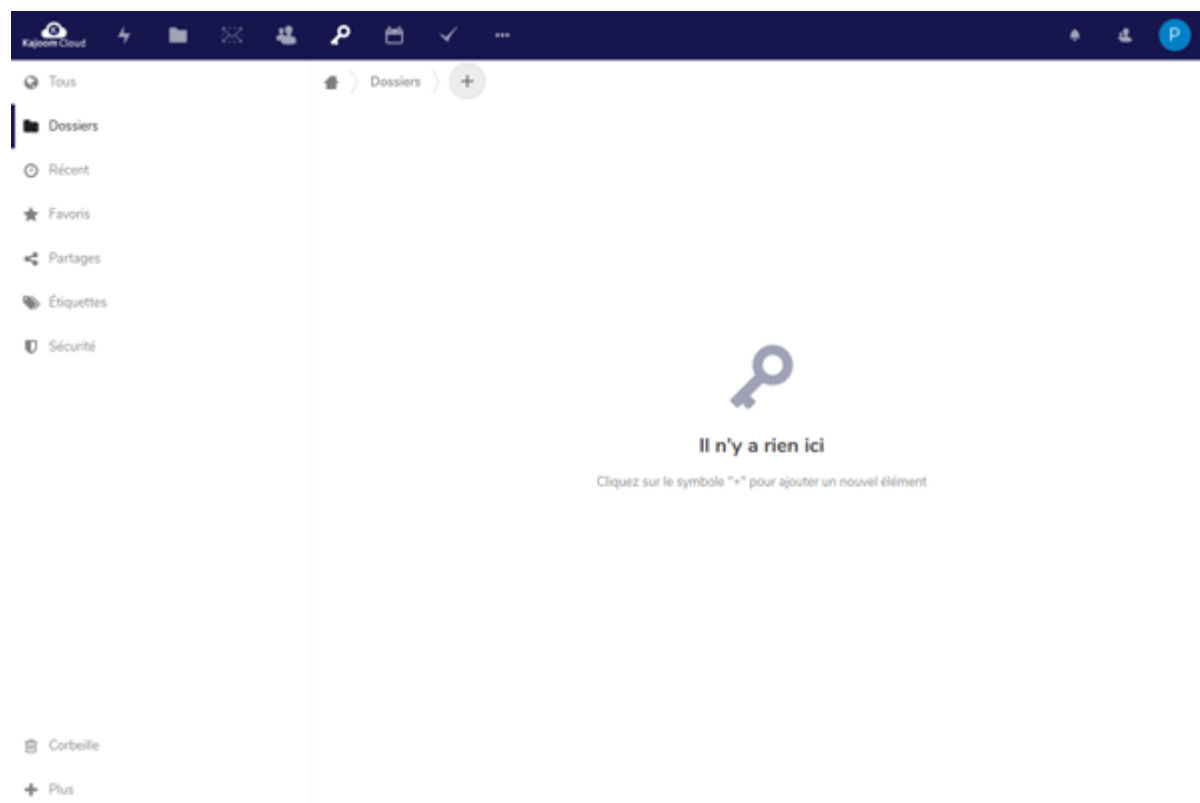 Kajoom Cloud
P
Tous
Dossiers
Dossiers
+
Récent
Favoris
Partages
Étiquettes
Sécurité
Il n'y a rien ici
Cliquez sur le symbole "+" pour ajouter un nouvel élément
Corbeille
Plus